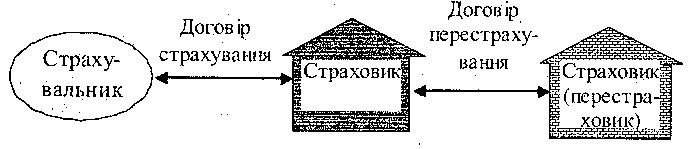 Страху-
вальник
Договір
страхування
Страховик
Договір
перестраху-
вання
Страховик
(перестра-
ховик)